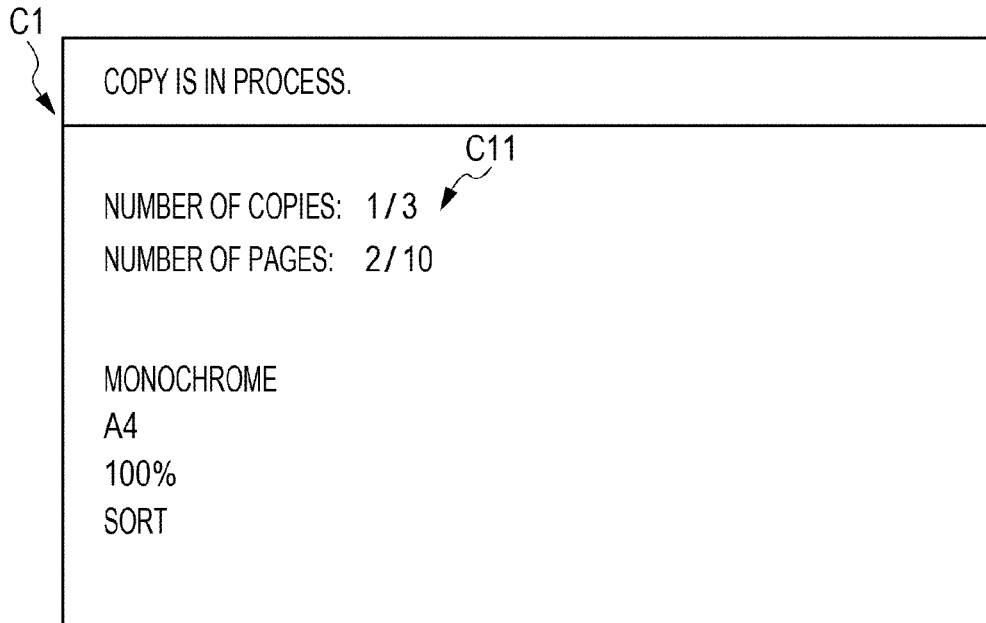 C1
COPY IS IN PROCESS.
C11
NUMBER OF COPIES: 1/3
NUMBER OF PAGES: 2/10
MONOCHROME
A4
100%
SORT